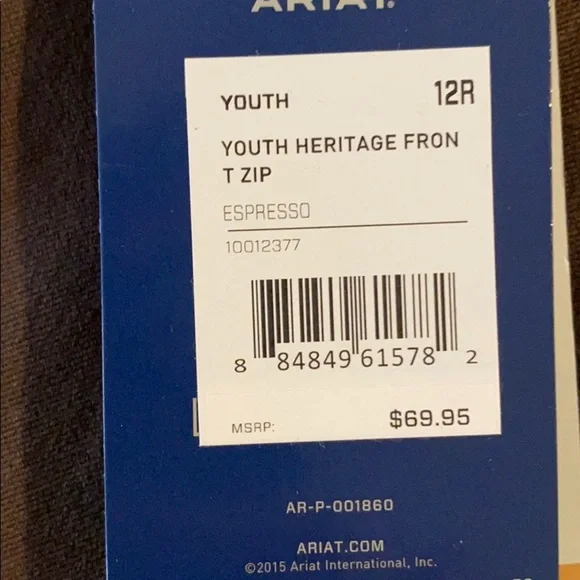 ARIAT.
YOUTH 12R
YOUTH HERITAGE FRON
T ZIP
ESPRESSO
10012377
8 84849 61578 2
MSRP: $69.95
AR-P-001860
ARIAT.COM
©2015 Ariat International, Inc.